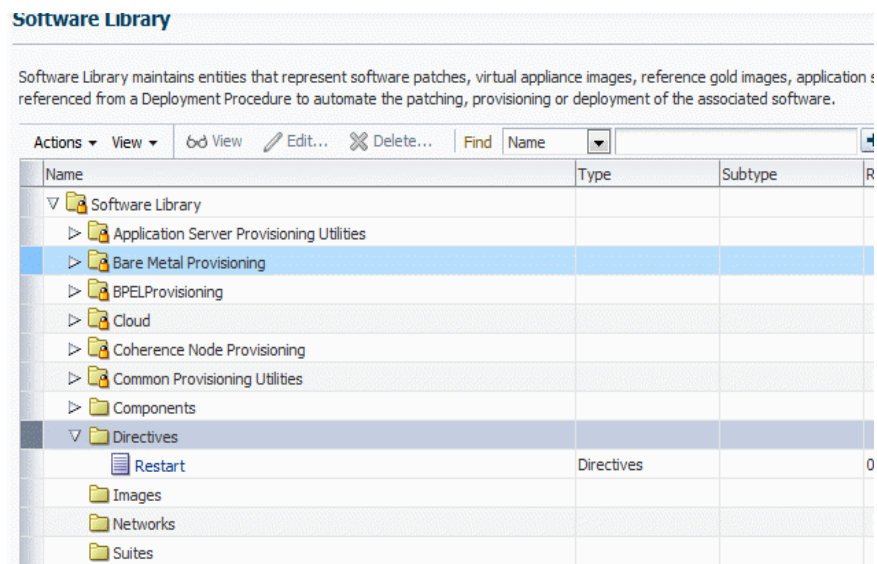 Software Library
Software Library maintains entities that represent software patches, virtual appliance images, reference gold images, application s
referenced from a Deployment Procedure to automate the patching, provisioning or deployment of the associated software.
Actions View View Edit... Delete... Find Name
Name Type Subtype R
Software Library
Application Server Provisioning Utilities
Bare Metal Provisioning
BPELProvisioning
Cloud
Coherence Node Provisioning
Common Provisioning Utilities
Components
Directives
Restart Directives 0
Images
Networks
Suites